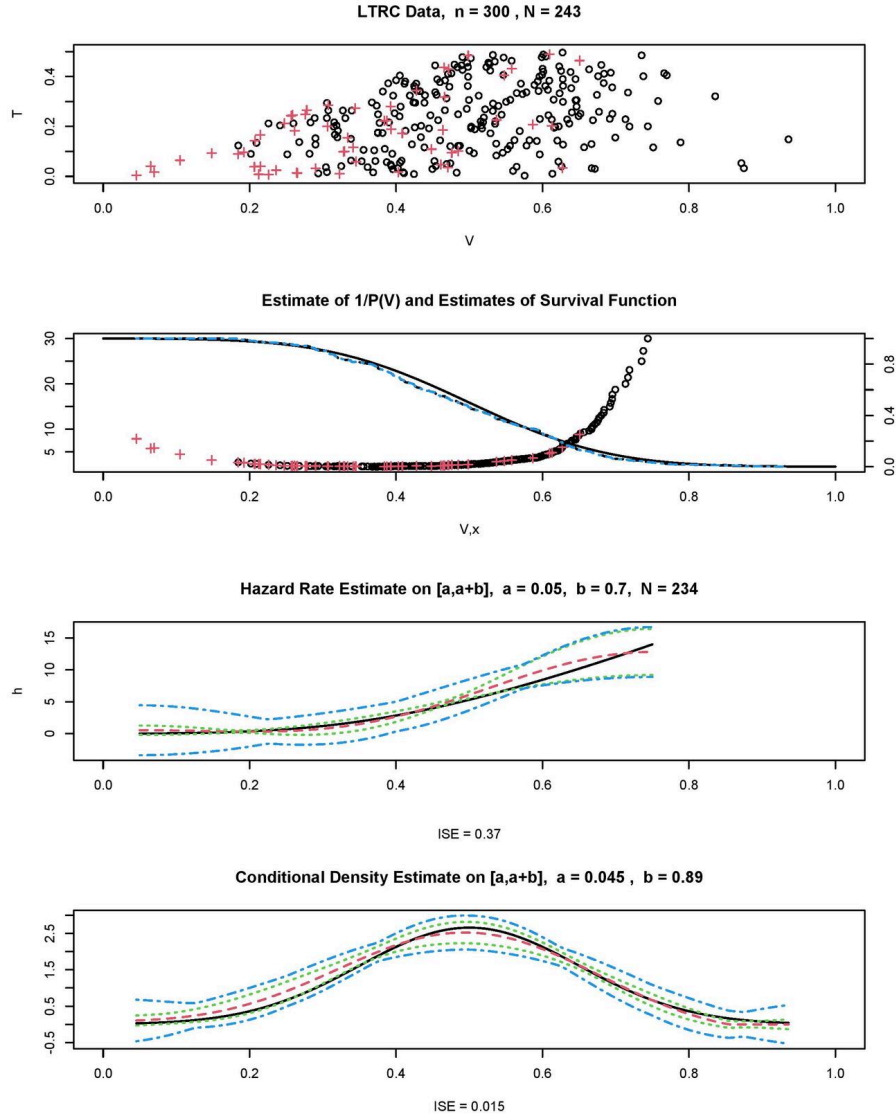 LTRC Data, n = 300 , N = 243
T
0.4
0.2
0.0
0.0 0.2 0.4 0.6 0.8 1.0
V
Estimate of 1/P(V) and Estimates of Survival Function
30
20
10
5
0.8
0.4
0.0
0.0 0.2 0.4 0.6 0.8 1.0
V,x
Hazard Rate Estimate on [a,a+b], a = 0.05, b = 0.7, N = 234
h
15
10
5
0
0.0 0.2 0.4 0.6 0.8 1.0
ISE = 0.37
Conditional Density Estimate on [a,a+b], a = 0.045 , b = 0.89
2.5
0.5
-0.5
0.0 0.2 0.4 0.6 0.8 1.0
ISE = 0.015